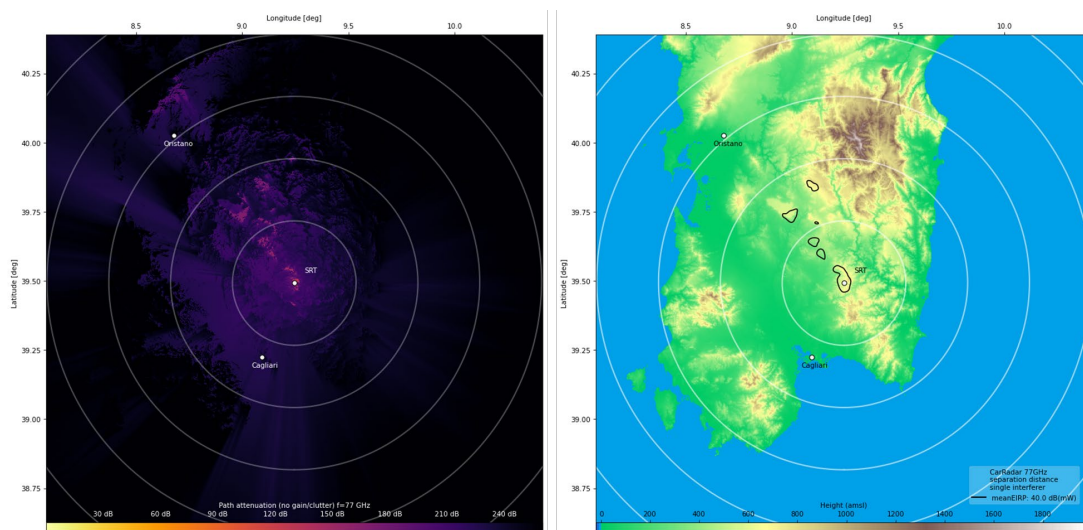 Longitude [deg]
8.5 9.0 9.5 10.0
Latitude [deg]
40.25
40.00
39.75
39.50
39.25
39.00
38.75
Oristano
SRT
Cagliari
Path attenuation (no gain/clutter) f=77 GHz
30 dB 60 dB 90 dB 120 dB 150 dB 180 dB 210 dB 240 dB
Longitude [deg]
8.5 9.0 9.5 10.0
Latitude [deg]
40.25
40.00
39.75
39.50
39.25
39.00
38.75
Oristano
SRT
Cagliari
CarRadar 77GHz
separation distance
single interferer
meanEIRP: 40.0 dB(mW)
Height (amsl)
0 200 400 600 800 1000 1200 1400 1600 1800